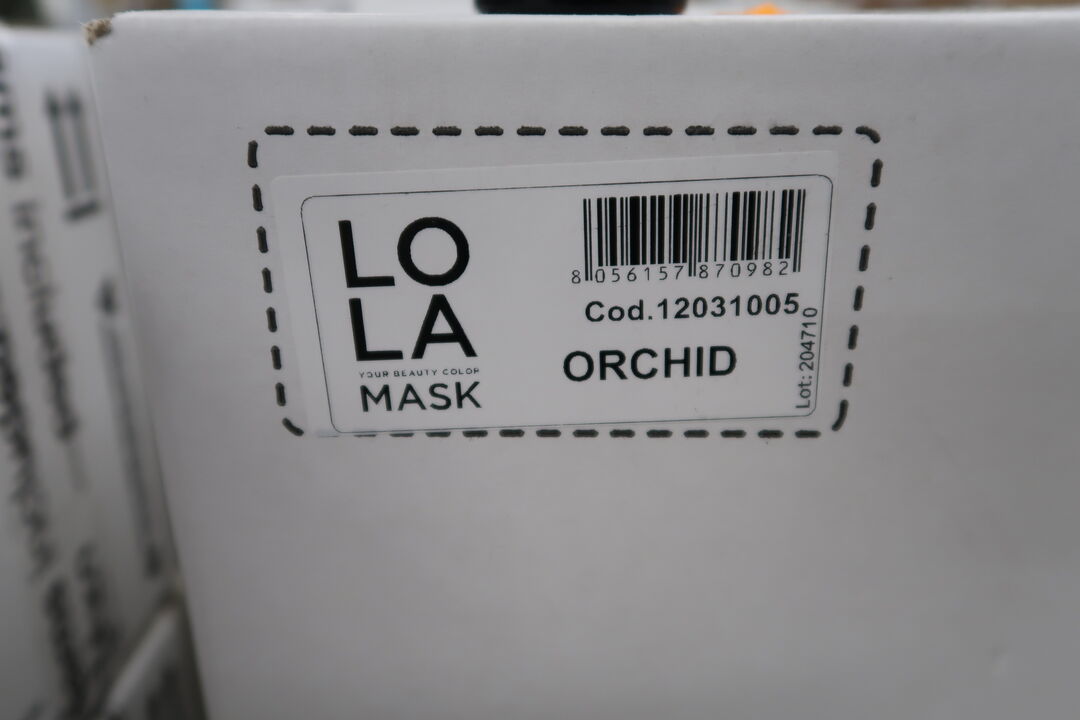 LO
LA
YOUR BEAUTY COLOR
MASK
8 056157 870982
Cod.12031005
ORCHID
Lot: 204710